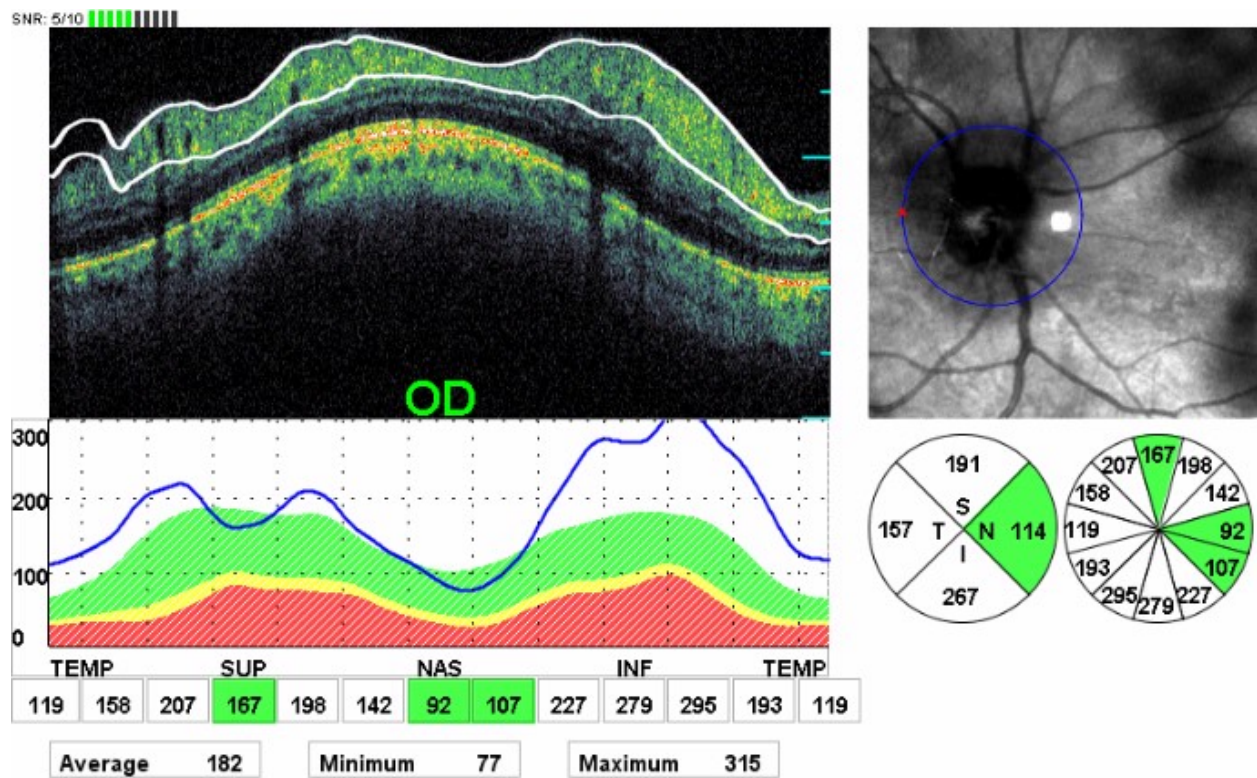 SNR: 5/10
OD
300
200
100
0
TEMP SUP NAS INF TEMP
119 158 207 167 198 142 92 107 227 279 295 193 119
Average 182 Minimum 77 Maximum 315
191
S
157 T N 114
I
267
167
207 198
158 142
119 92
193 107
295 227
279